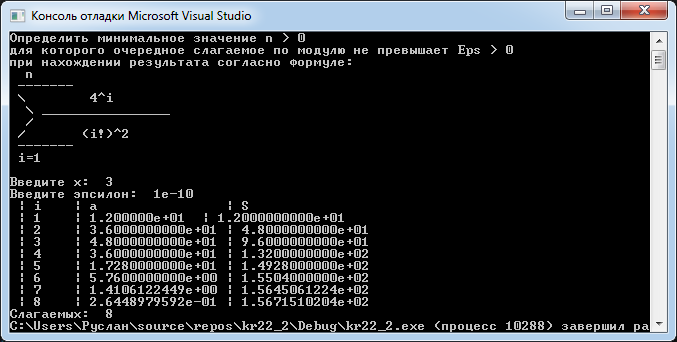 Консоль отладки Microsoft Visual Studio
Определить минимальное значение n > 0
для которого очередное слагаемое по модулю не превышает Eps > 0
при нахождении результата согласно формуле:
n
-------
\ 4^i
\ ________________
/
/ (i!)^2
-------
i=1
Введите x: 3
Введите эпсилон: 1e-10
¦ i ¦ a ¦ S
¦ 1 ¦ 1.200000e+01 ¦ 1.2000000000e+01
¦ 2 ¦ 3.6000000000e+01 ¦ 4.8000000000e+01
¦ 3 ¦ 4.8000000000e+01 ¦ 9.6000000000e+01
¦ 4 ¦ 3.6000000000e+01 ¦ 1.3200000000e+02
¦ 5 ¦ 1.7280000000e+01 ¦ 1.4928000000e+02
¦ 6 ¦ 5.7600000000e+00 ¦ 1.5504000000e+02
¦ 7 ¦ 1.4106122449e+00 ¦ 1.5645061224e+02
¦ 8 ¦ 2.6448979592e-01 ¦ 1.5671510204e+02
Слагаемых: 8
C:\Users\Руслан\source\repos\kr22_2\Debug\kr22_2.exe (процесс 10288) завершил ра